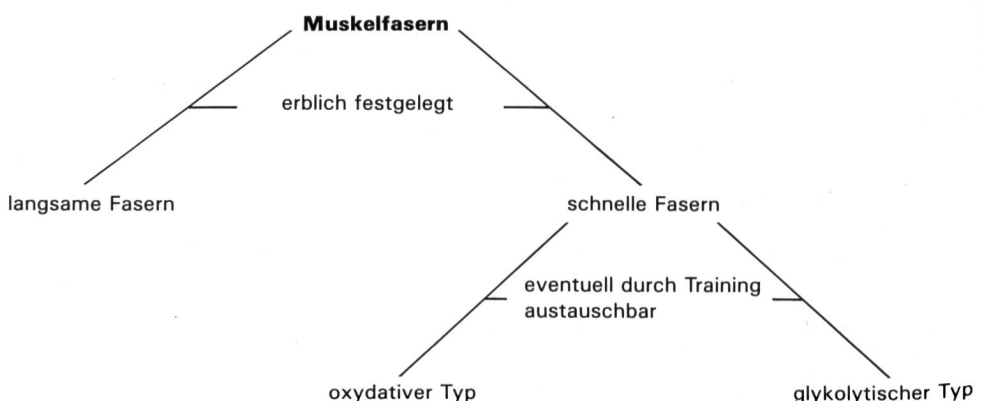 Muskelfasern
erblich festgelegt
langsame Fasern
schnelle Fasern
eventuell durch Training
austauschbar
oxydativer Typ
glykolytischer Typ